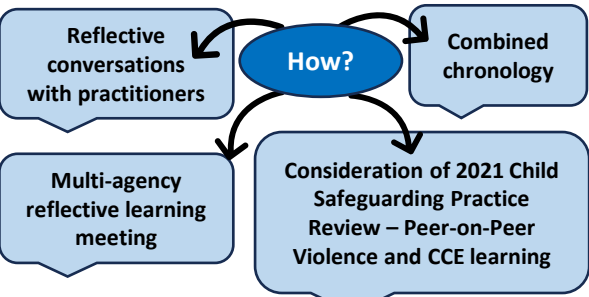 How?
Reflective
conversations
with practitioners
Combined
chronology
Multi-agency
reflective learning
meeting
Consideration of 2021 Child
Safeguarding Practice
Review – Peer-on-Peer
Violence and CCE learning